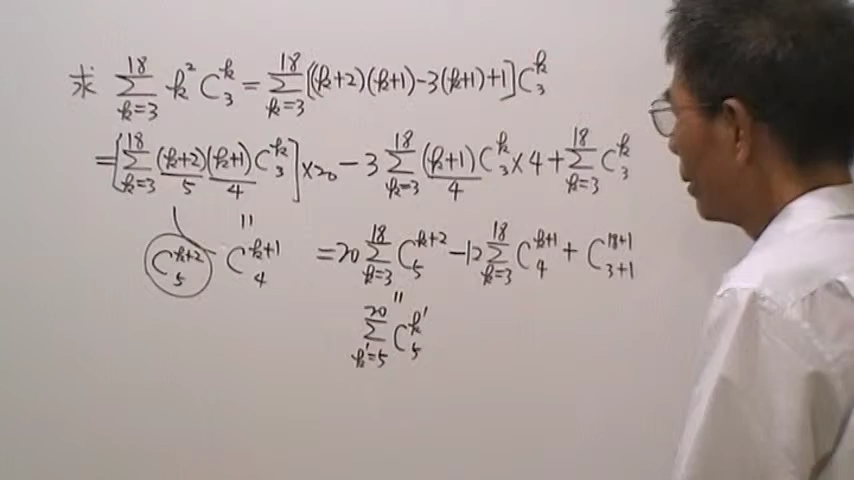 求 \sum_{k=3}^{18} k^2 C_3^k = \sum_{k=3}^{18} [(k+2)(k+1)-3(k+1)+1] C_3^k
= [\sum_{k=3}^{18} \frac{(k+2)}{5} \frac{(k+1)}{4} C_3^k] × 20 - 3 \sum_{k=3}^{18} \frac{(k+1)}{4} C_3^k × 4 + \sum_{k=3}^{18} C_3^k
C_5^{k+2} " C_4^{k+1} = 20 \sum_{k=3}^{18} C_5^{k+2} - 12 \sum_{k=3}^{18} C_4^{k+1} + C_{3+1}^{18+1}
" \sum_{k'=5}^{20} C_5^{k'}